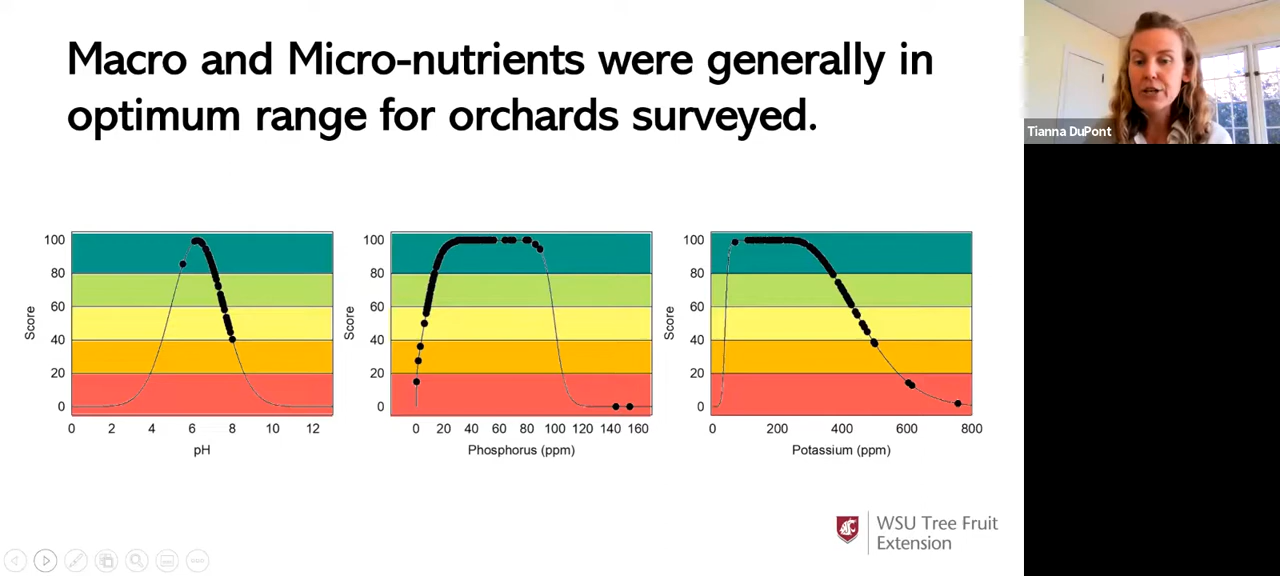 Macro and Micro-nutrients were generally in
optimum range for orchards surveyed.
Tianna DuPont
100
80
60
40
20
0
Score
0 2 4 6 8 10 12
pH
100
80
60
40
20
0
Score
0 20 40 60 80 100 120 140 160
Phosphorus (ppm)
100
80
60
40
20
0
Score
0 200 400 600 800
Potassium (ppm)
WSU Tree Fruit
Extension